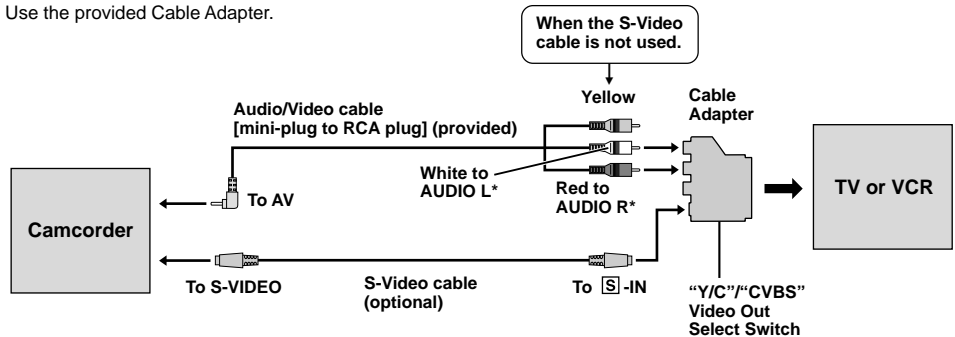 Use the provided Cable Adapter.
When the S-Video
cable is not used.
Yellow
Cable
Adapter
Audio/Video cable
[mini-plug to RCA plug] (provided)
White to
AUDIO L*
Red to
AUDIO R*
To AV
Camcorder
TV or VCR
To S-VIDEO
S-Video cable
(optional)
To S -IN
“Y/C”/“CVBS”
Video Out
Select Switch